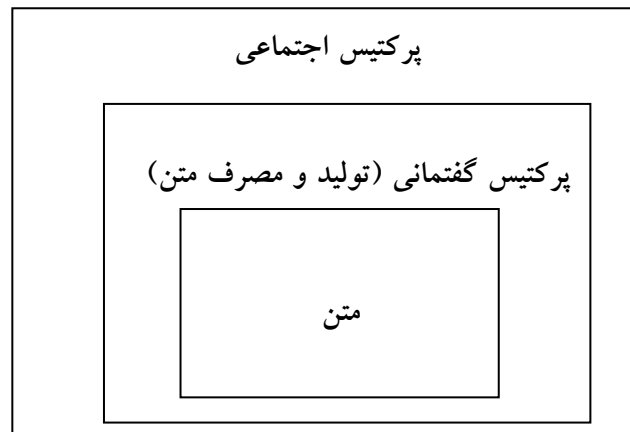 پرکتیس اجتماعی
پرکتیس گفتمانی (تولید و مصرف متن)
متن